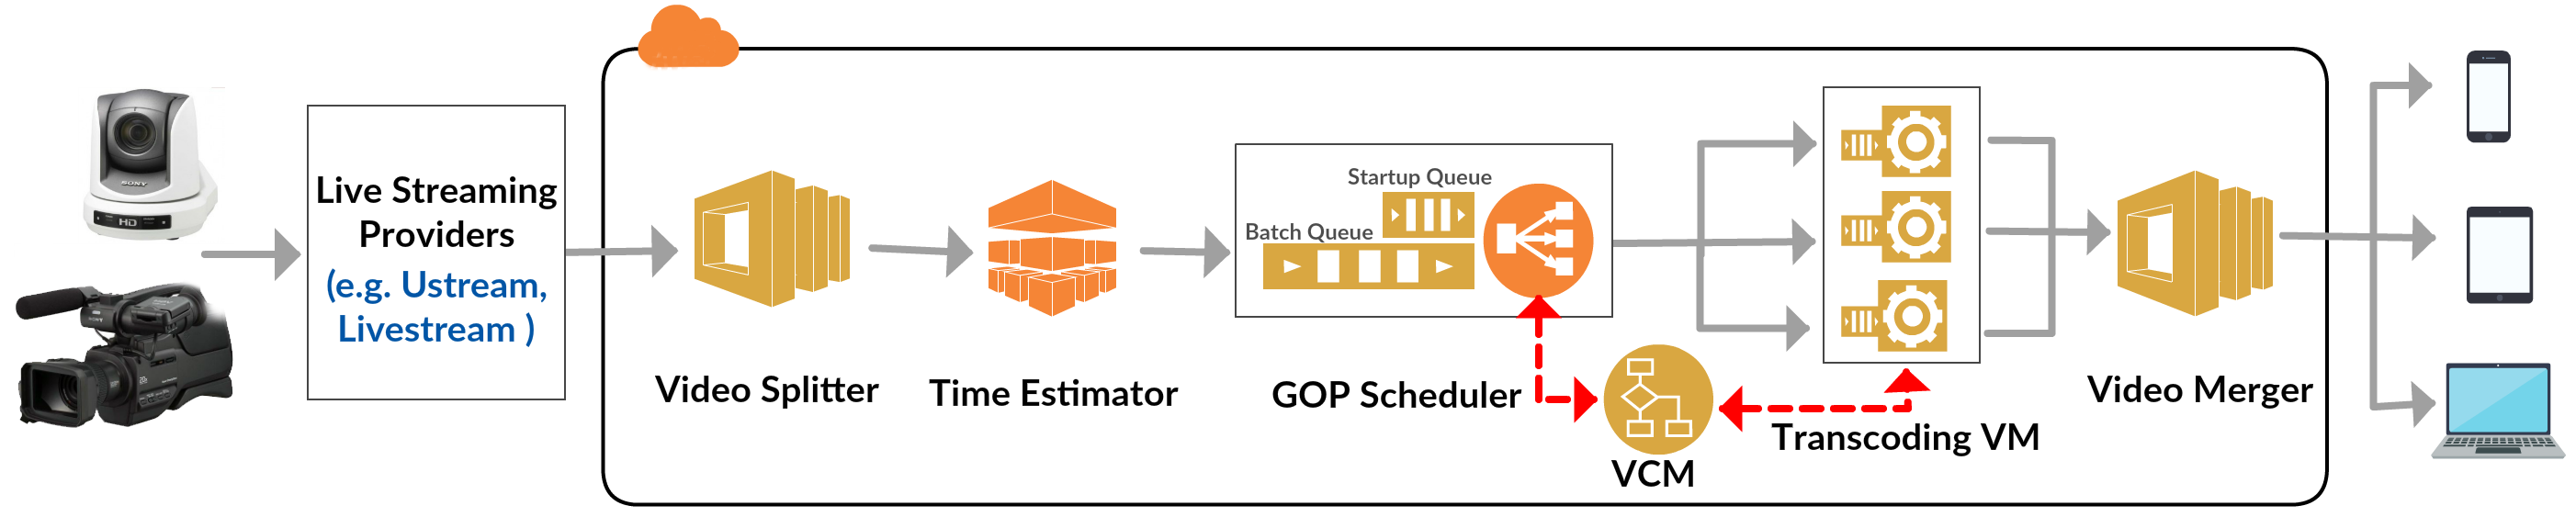 SONY
HD
Live Streaming
Providers
(e.g. Ustream,
Livestream )
Video Splitter
Time Estimator
Startup Queue
Batch Queue
GOP Scheduler
VCM
Transcoding VM
Video Merger